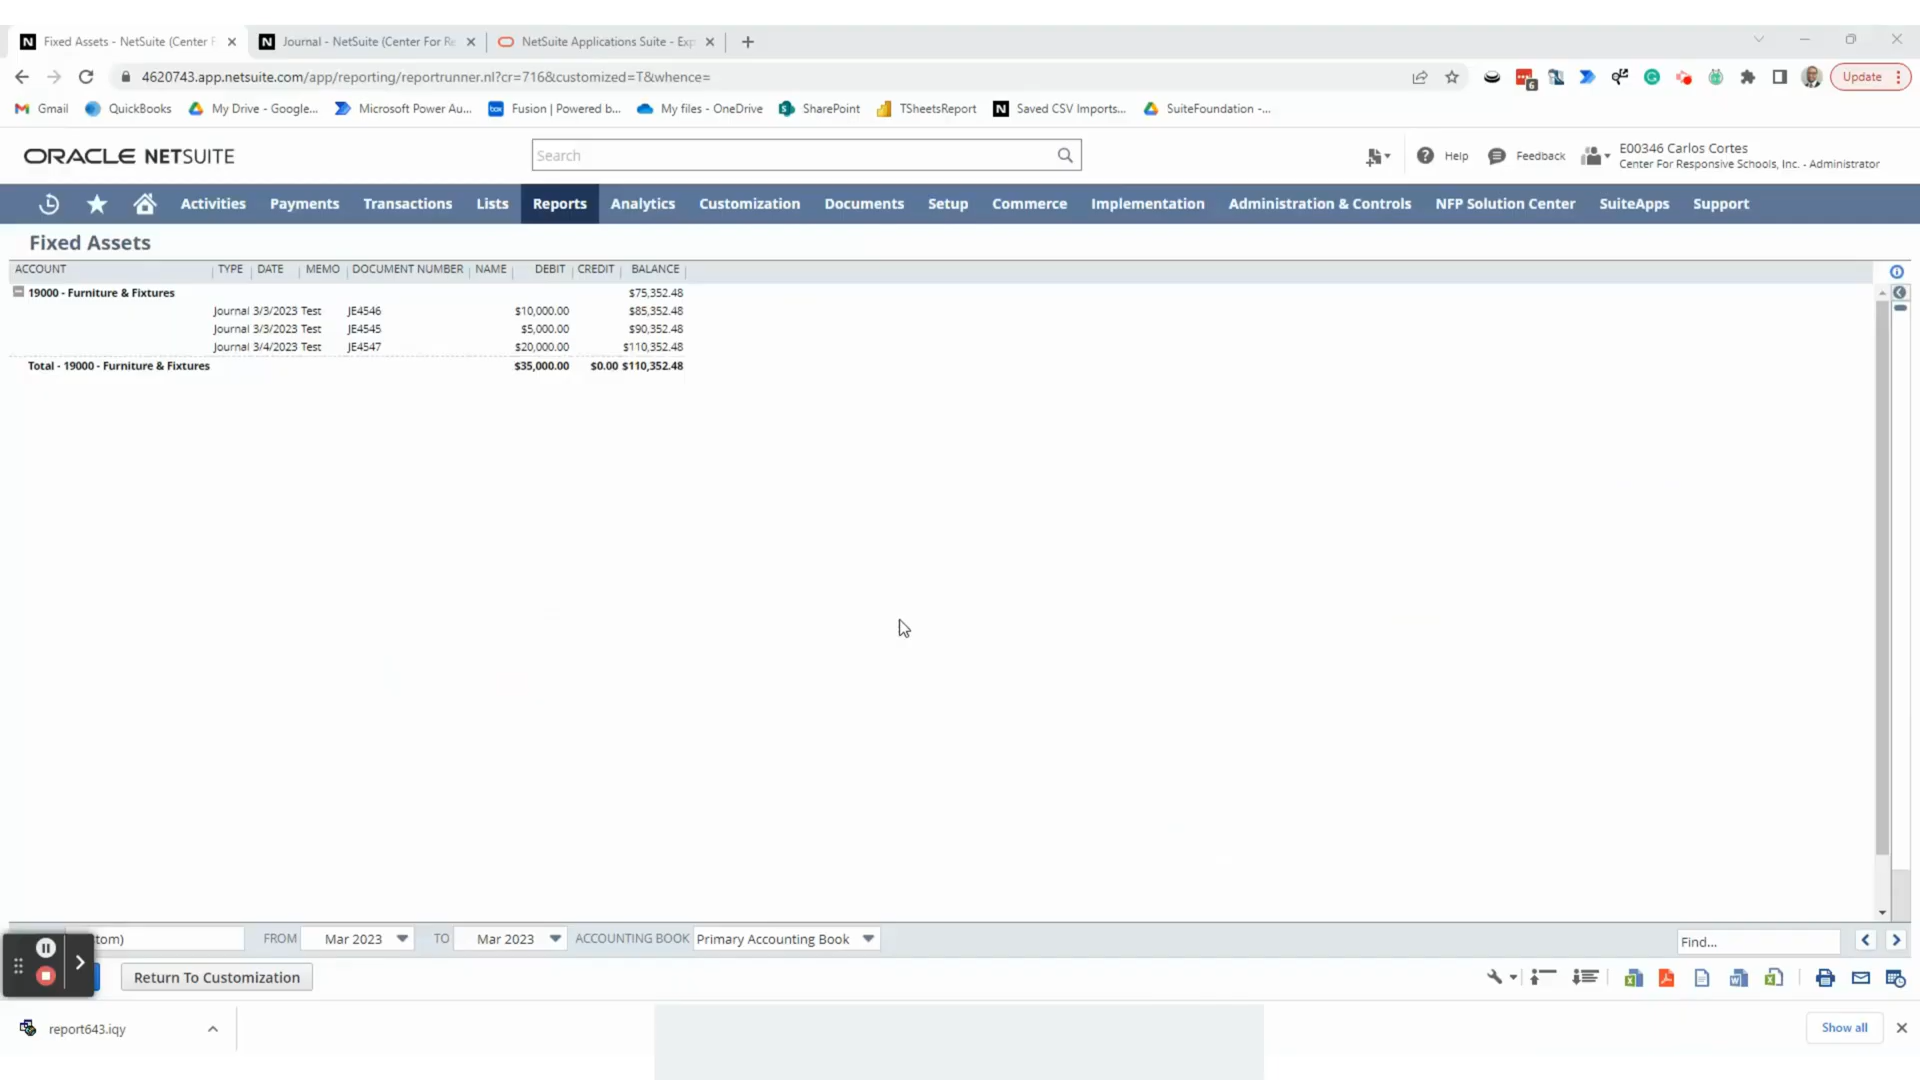 Fixed Assets - NetSuite (Center F
Journal - NetSuite (Center For Re
NetSuite Applications Suite - Exp
4620743.app.netsuite.com/app/reporting/reportrunner.nl?cr=716&customized=T&whence=
6
Update
Gmail
QuickBooks
My Drive - Google...
Microsoft Power Au...
box
Fusion | Powered b...
My files - OneDrive
SharePoint
TSheetsReport
Saved CSV Imports...
SuiteFoundation -...
ORACLE NETSUITE
Search
Help
Feedback
E00346 Carlos Cortes
Center For Responsive Schools, Inc. - Administrator
Activities Payments Transactions Lists Reports Analytics Customization Documents Setup Commerce Implementation Administration & Controls NFP Solution Center SuiteApps Support
Fixed Assets
ACCOUNT TYPE DATE MEMO DOCUMENT NUMBER NAME DEBIT CREDIT BALANCE
19000 - Furniture & Fixtures $75,352.48
Journal 3/3/2023 Test JE4546 $10,000.00 $85,352.48
Journal 3/3/2023 Test JE4545 $5,000.00 $90,352.48
Journal 3/4/2023 Test JE4547 $20,000.00 $110,352.48
Total - 19000 - Furniture & Fixtures $35,000.00 $0.00 $110,352.48
tom) FROM Mar 2023 TO Mar 2023 ACCOUNTING BOOK Primary Accounting Book Find...
Return To Customization
report643.iqy
Show all